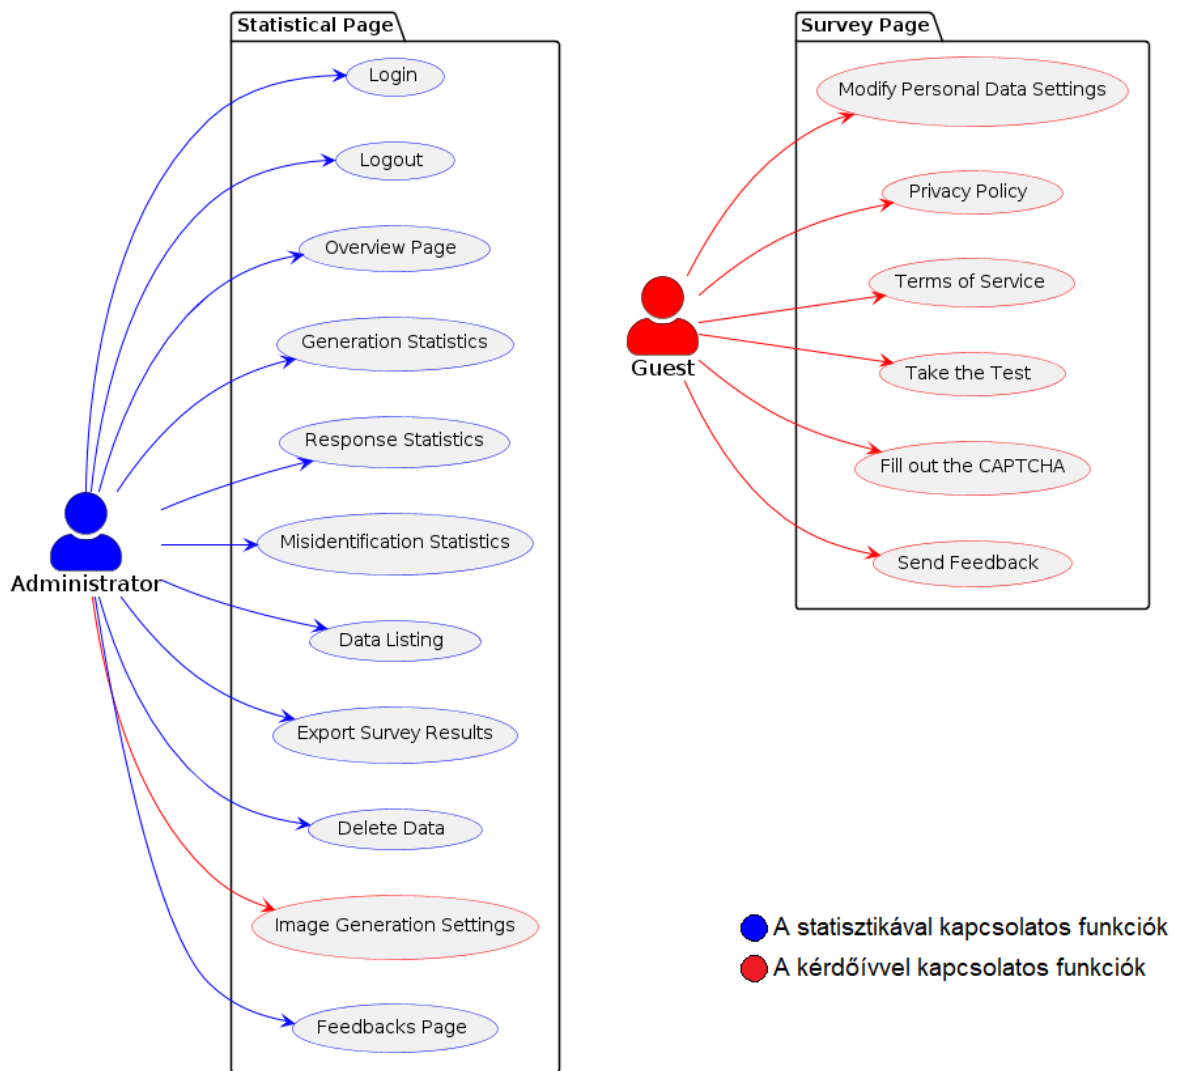 Statistical Page
Login
Logout
Overview Page
Generation Statistics
Response Statistics
Misidentification Statistics
Administrator
Data Listing
Export Survey Results
Delete Data
Image Generation Settings
Feedbacks Page
Survey Page
Modify Personal Data Settings
Privacy Policy
Terms of Service
Guest
Take the Test
Fill out the CAPTCHA
Send Feedback
A statisztikával kapcsolatos funkciók
A kérdőívvel kapcsolatos funkciók